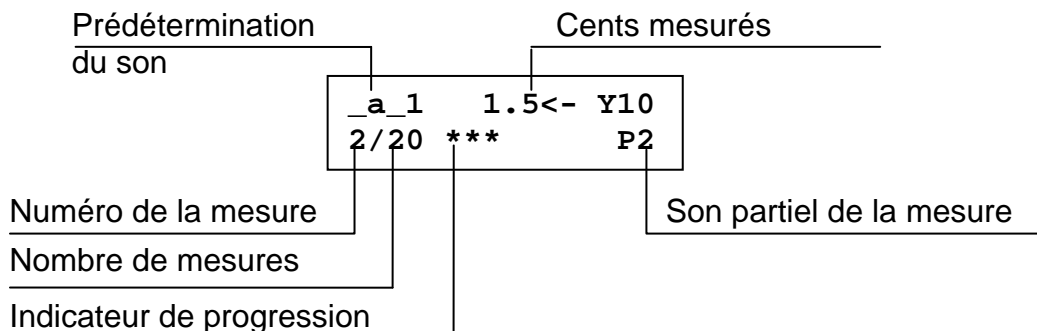 Prédétermination
du son
Cents mesurés
_a_1 1.5<- Y10
2/20 *** P2
Numéro de la mesure
Son partiel de la mesure
Nombre de mesures
Indicateur de progression